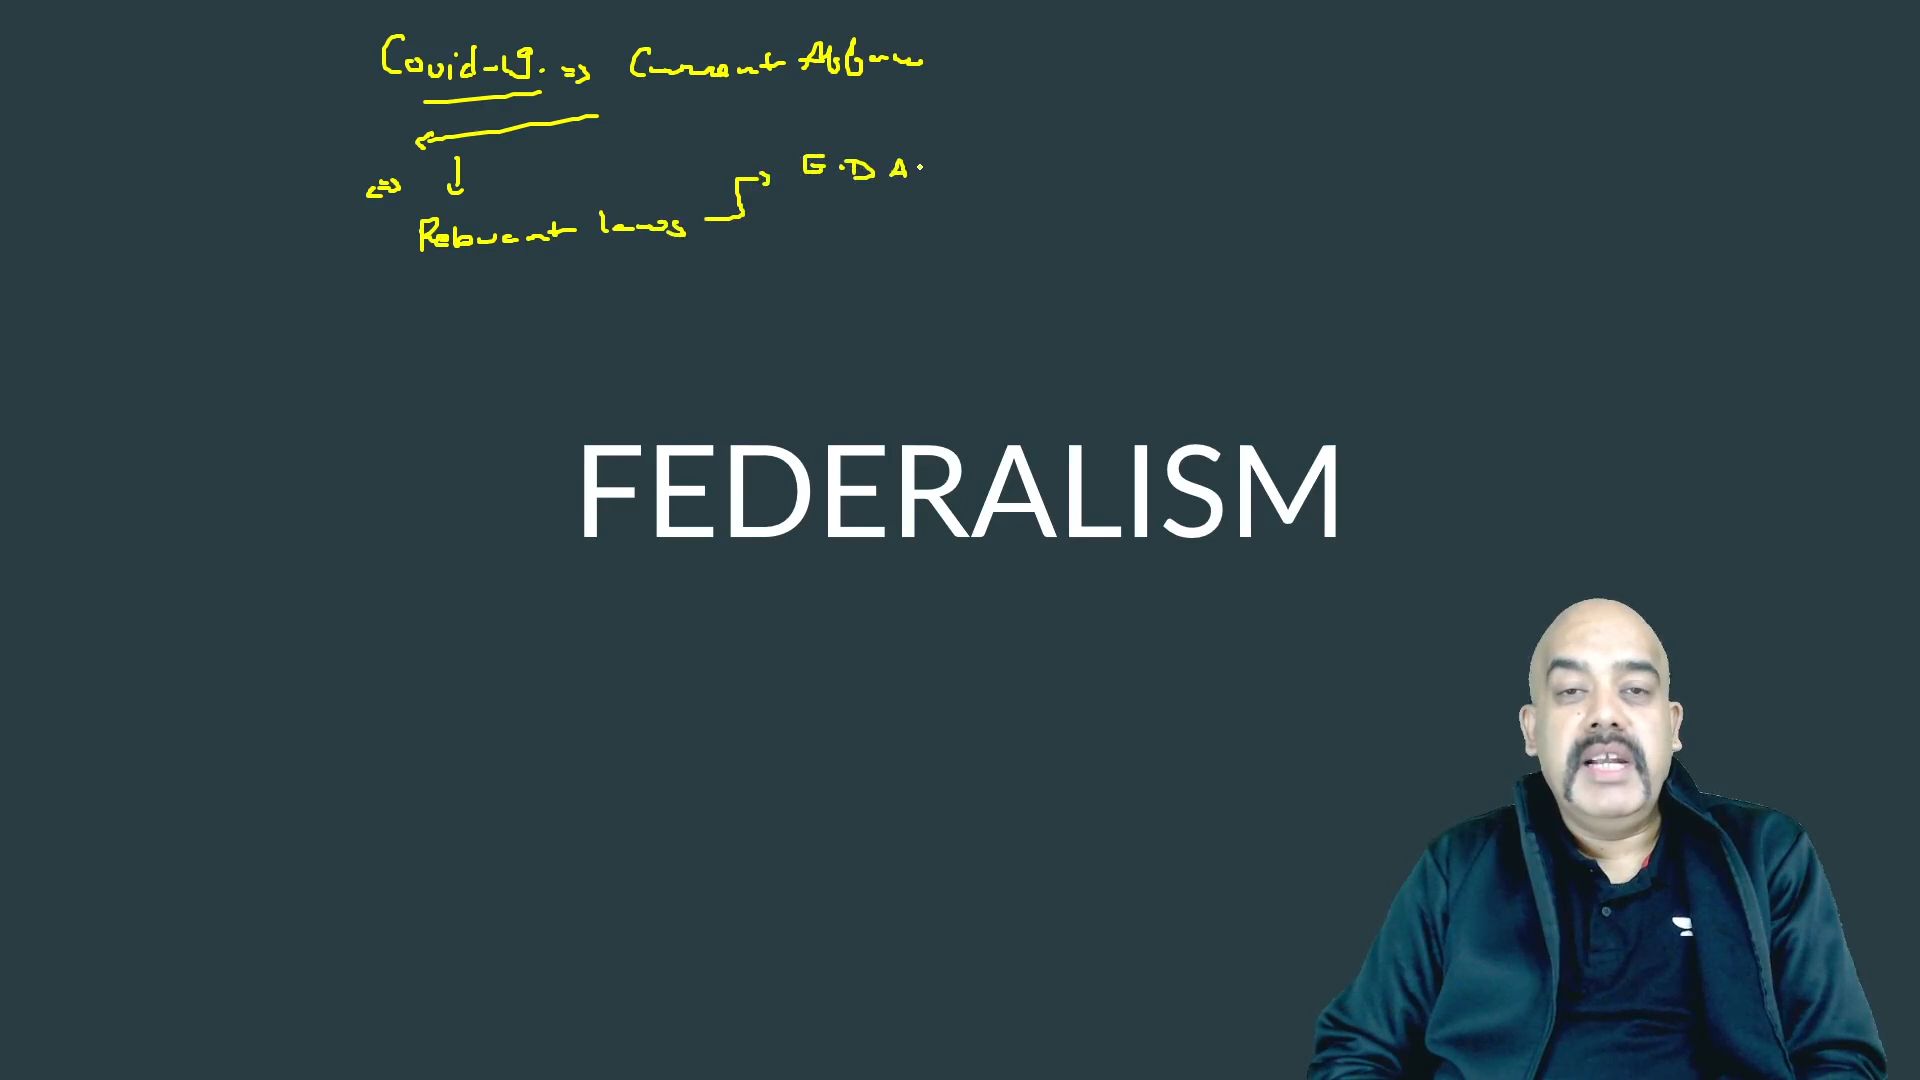 Covid-19. ⇒ Current Affairs
⇔ Relevant laws → E.D A.
FEDERALISM